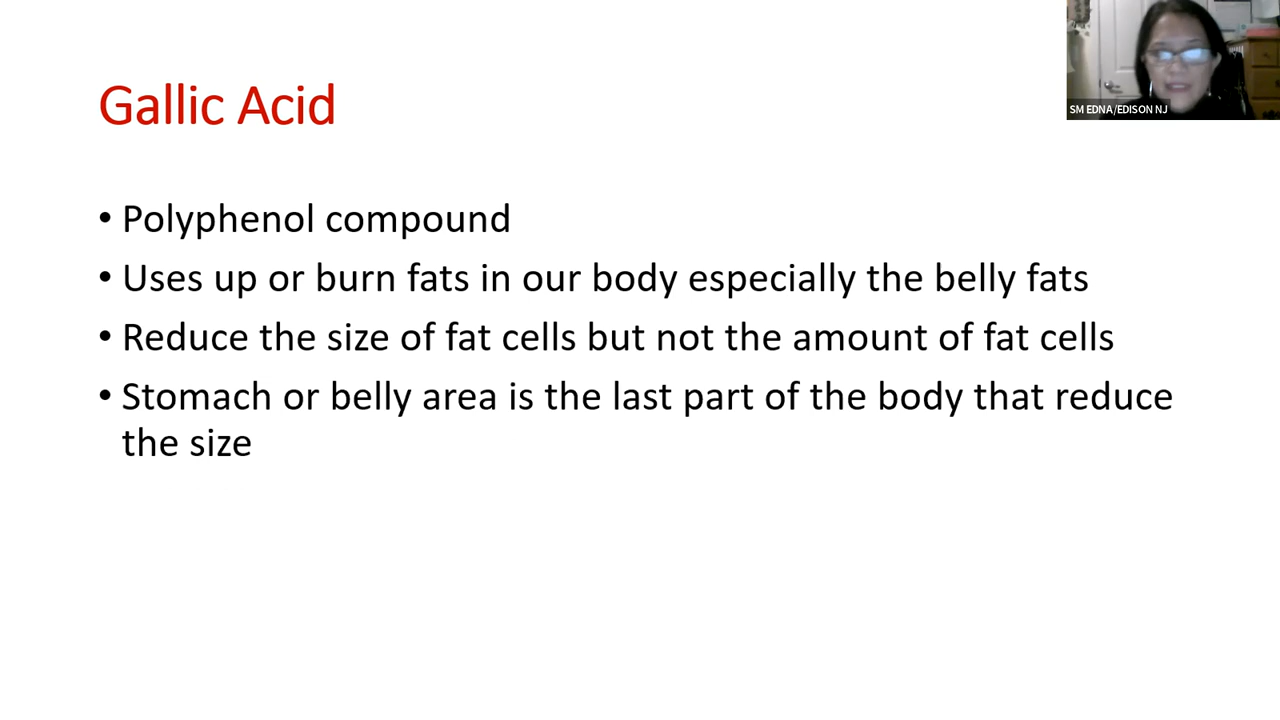 Gallic Acid
SM EDNA/EDISON NJ
• Polyphenol compound
• Uses up or burn fats in our body especially the belly fats
• Reduce the size of fat cells but not the amount of fat cells
• Stomach or belly area is the last part of the body that reduce
the size